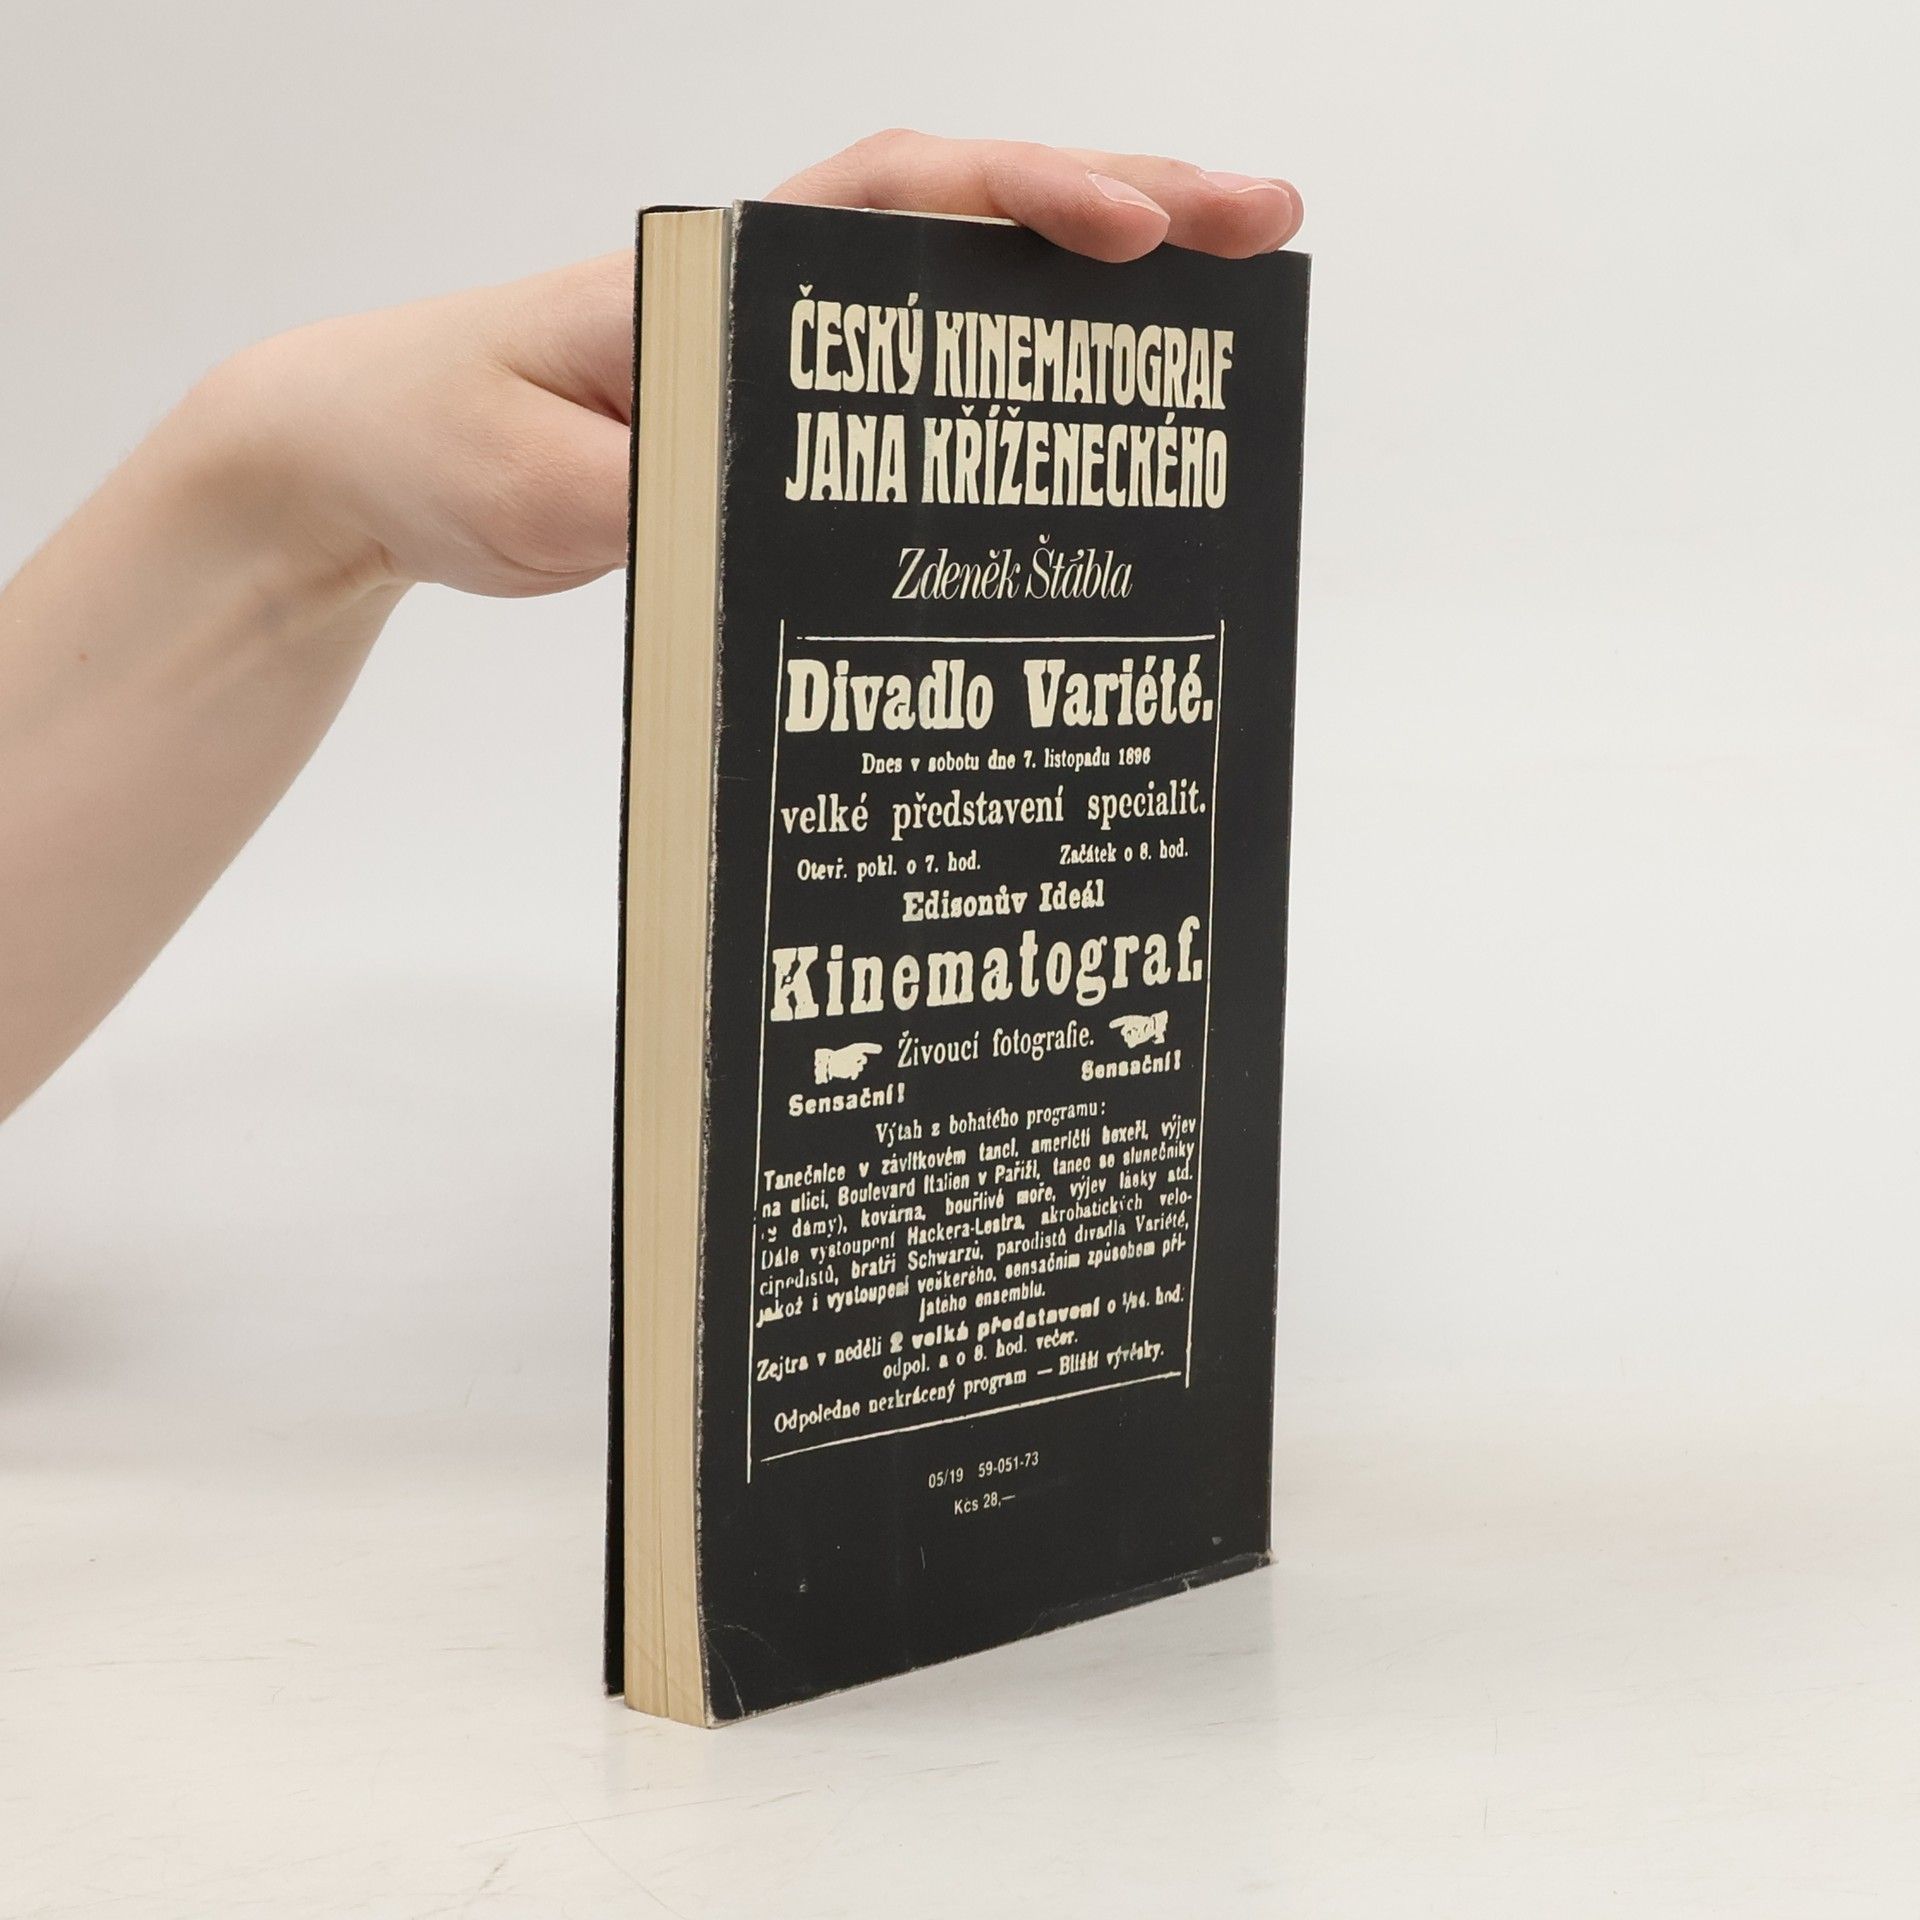 ČESKÝ KINEMATOGRAF
JANA KŘÍŽENECKÉHO
Zdeněk Štábla
Divadlo Variété.
Dnes v sobotu dne 7. listopadu 1896
velké představení specialit.
Otevř. pokl. o 7. hod. Začátek o 8. hod.
Edisonův Ideál
Kinematograf.
Živoucí fotografie.
Sensační! Sensační!
Výtah z bohatého programu:
Tanečnice v závitkovém tanci, američtí boxeři, výjev
na ulici, Boulevard Italien v Paříži, tanec se slunečníky
dámy), kovárna, bouřlivé moře, výjev lásky atd.
Dále vystoupení Hackera-Lestra, akrobatických velo-
cipedistů, bratří Schwarzů, parodistů divadla Variété,
jakož i vystoupení veškerého, sensačním způsobem při-
jatého ensemblu.
Zejtra v neděli 2 velká představení o ½4. hod.
odpol. a o 8. hod. večer.
Odpoledne nezkrácený program — Bližší vývěsky.
05/19 59-051-73
Kčs 28,—